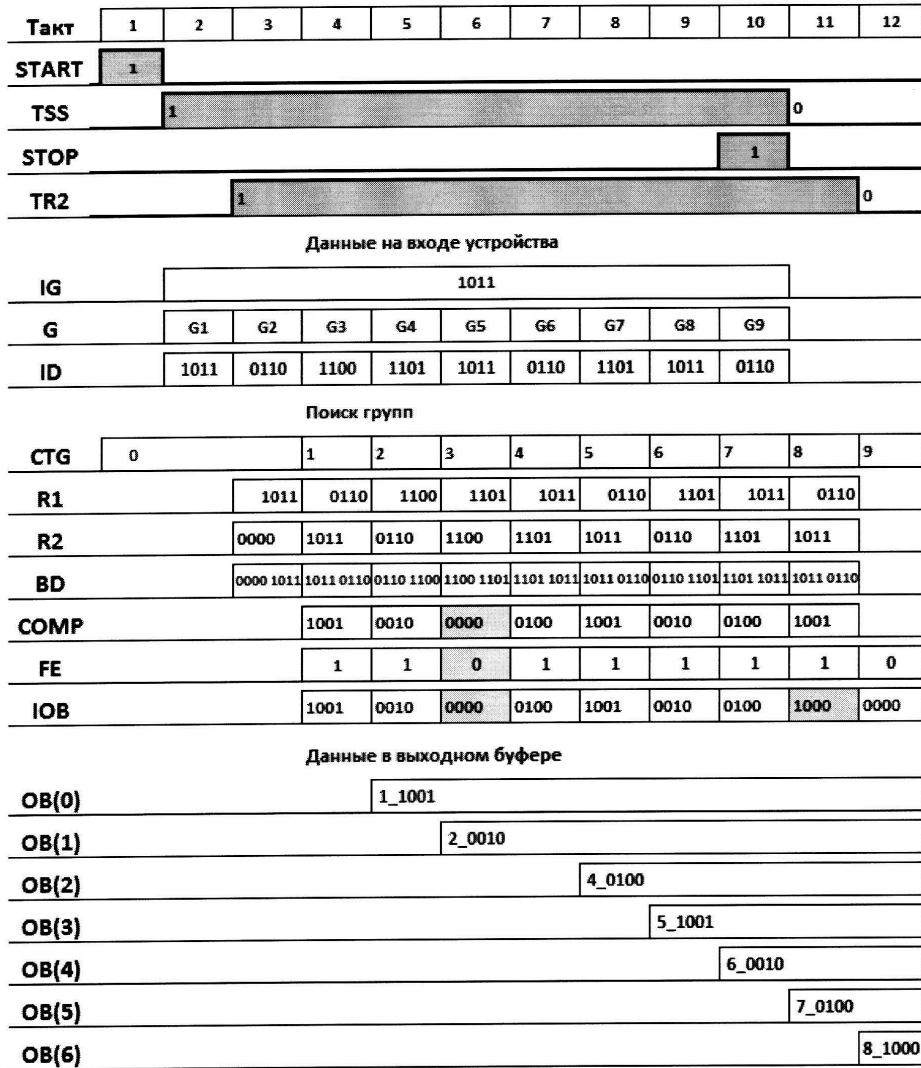 Такт 1 2 3 4 5 6 7 8 9 10 11 12
START 1
TSS 1 0
STOP 1
TR2 1 0
Данные на входе устройства
IG 1011
G G1 G2 G3 G4 G5 G6 G7 G8 G9
ID 1011 0110 1100 1101 1011 0110 1101 1011 0110
Поиск групп
CTG 0 1 2 3 4 5 6 7 8 9
R1 1011 0110 1100 1101 1011 0110 1101 1011 0110
R2 0000 1011 0110 1100 1101 1011 0110 1101 1011
BD 0000 1011 1011 0110 0110 1100 1100 1101 1101 1011 1011 0110 0110 1101 1101 1011 1011 0110
COMP 1001 0010 0000 0100 1001 0010 0100 1001
FE 1 1 0 1 1 1 1 1 0
IOB 1001 0010 0000 0100 1001 0010 0100 1000 0000
Данные в выходном буфере
OB(0) 1_1001
OB(1) 2_0010
OB(2) 4_0100
OB(3) 5_1001
OB(4) 6_0010
OB(5) 7_0100
OB(6) 8_1000